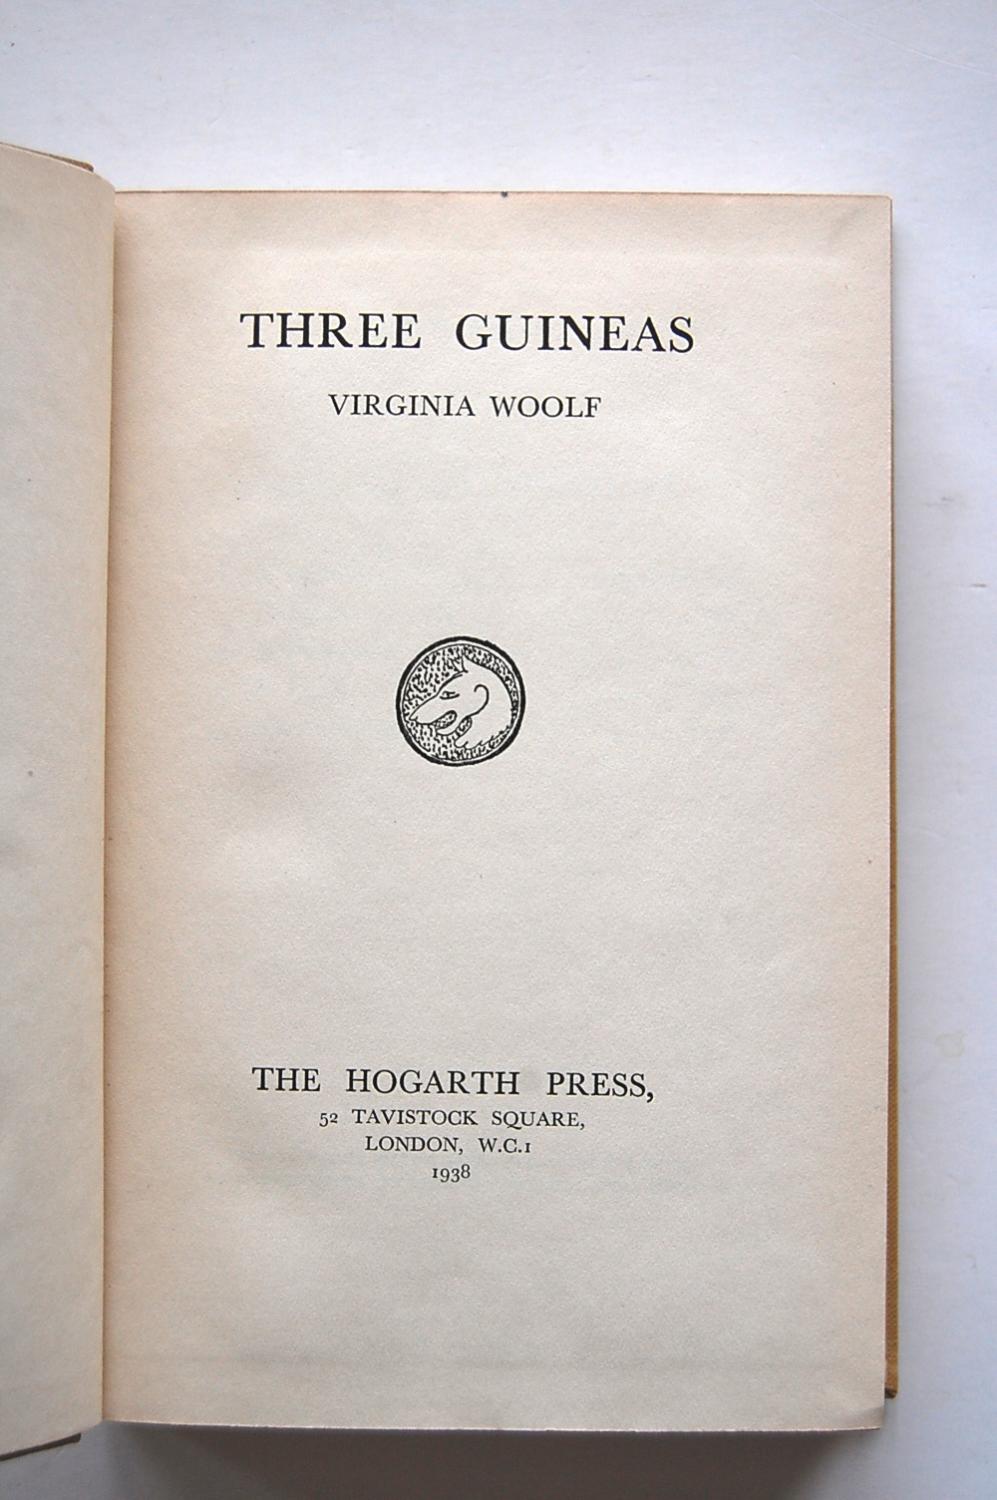 THREE GUINEAS
VIRGINIA WOOLF
THE HOGARTH PRESS,
52 TAVISTOCK SQUARE,
LONDON, W.C.1
1938